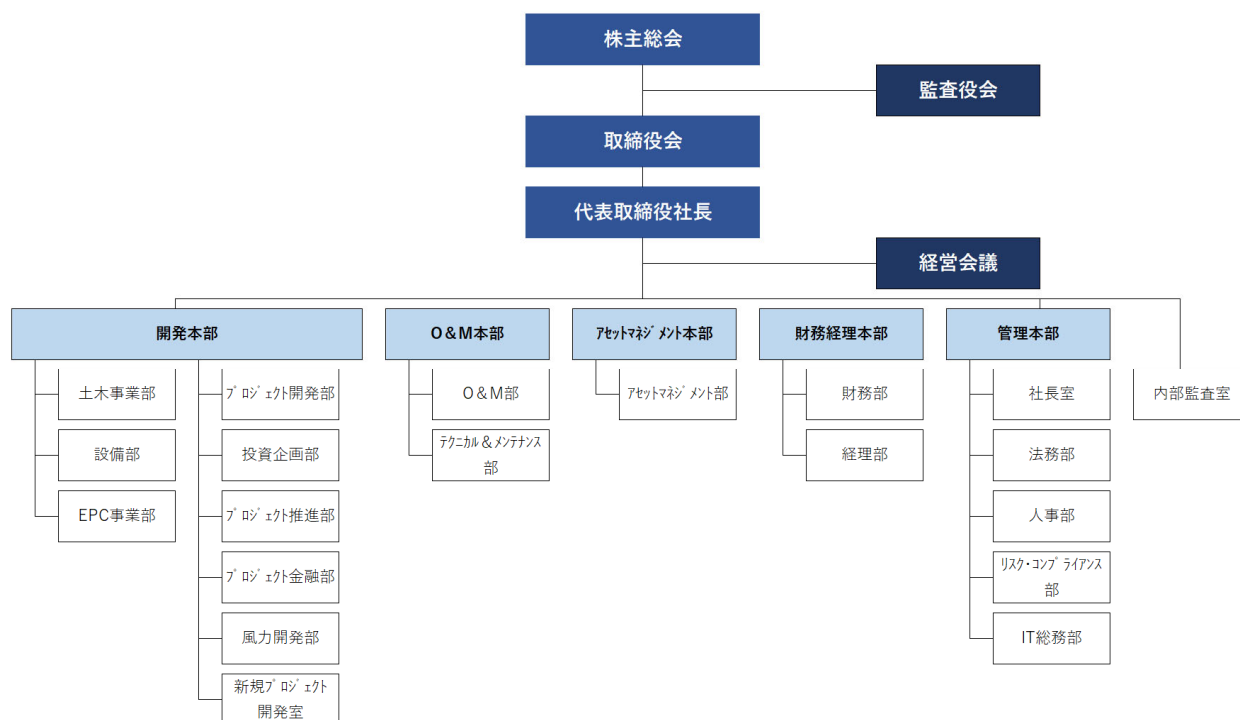 株主総会
監査役会
取締役会
代表取締役社長
経営会議
開発本部
O&M本部
ｱｾｯﾄﾏﾈｼﾞﾒﾝﾄ本部
財務経理本部
管理本部
土木事業部
ﾌﾟﾛｼﾞｪｸﾄ開発部
O&M部
ｱｾｯﾄﾏﾈｼﾞﾒﾝﾄ部
財務部
社長室
内部監査室
設備部
投資企画部
ﾃｸﾆｶﾙ&ﾒﾝﾃﾅﾝｽ
部
経理部
法務部
EPC事業部
ﾌﾟﾛｼﾞｪｸﾄ推進部
人事部
ﾌﾟﾛｼﾞｪｸﾄ金融部
ﾘｽｸ・ｺﾝﾌﾟﾗｲｱﾝｽ
部
風力開発部
IT総務部
新規ﾌﾟﾛｼﾞｪｸﾄ
開発室